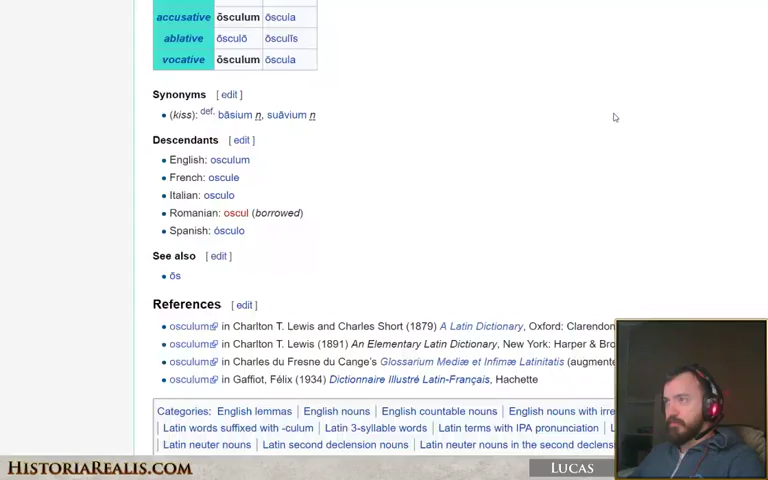 accusative ōsculum ōscula
ablative ōsculō ōsculīs
vocative ōsculum ōscula
Synonyms [ edit ]
• (kiss): def. bāsium n, suāvium n
Descendants [ edit ]
• English: osculum
• French: oscule
• Italian: osculo
• Romanian: oscul (borrowed)
• Spanish: ósculo
See also [ edit ]
• ōs
References [ edit ]
• osculum in Charlton T. Lewis and Charles Short (1879) A Latin Dictionary, Oxford: Clarendon
• osculum in Charlton T. Lewis (1891) An Elementary Latin Dictionary, New York: Harper & Bro
• osculum in Charles du Fresne du Cange's Glossarium Mediæ et Infimæ Latinitatis (augmente
• osculum in Gaffiot, Félix (1934) Dictionnaire Illustré Latin-Français, Hachette
Categories: English lemmas | English nouns | English countable nouns | English nouns with irre
| Latin words suffixed with -culum | Latin 3-syllable words | Latin terms with IPA pronunciation |
Latin neuter nouns | Latin second declension nouns | Latin neuter nouns in the second declens
HISTORIAREALIS.COM LUCAS